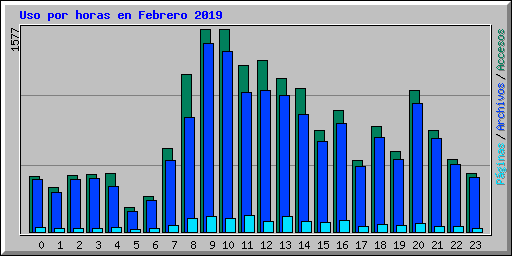 Uso por horas en Febrero 2019
1577
Páginas / Archivos / Accesos
0 1 2 3 4 5 6 7 8 9 10 11 12 13 14 15 16 17 18 19 20 21 22 23